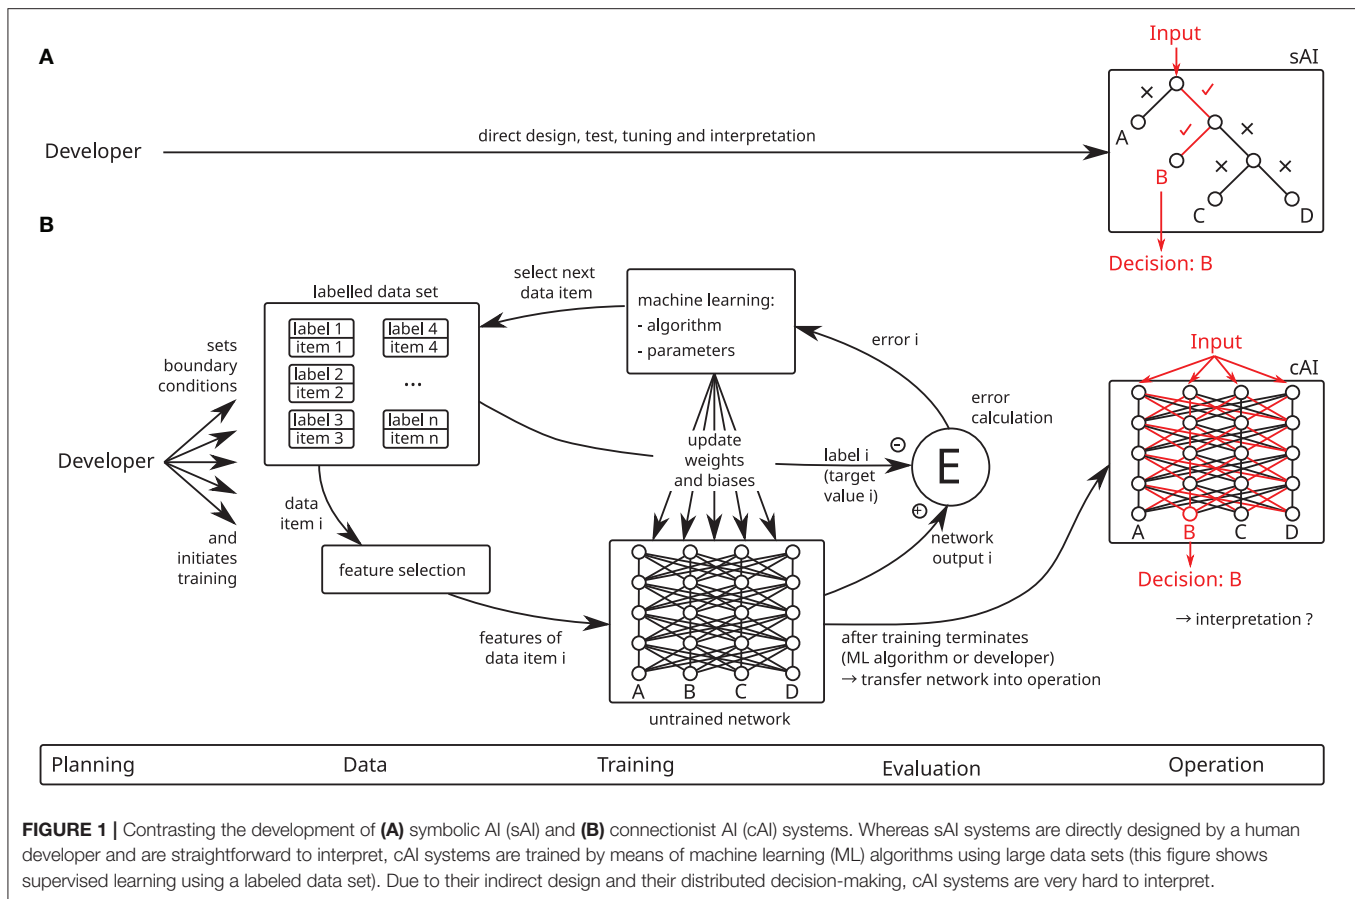 A
Input
sAI
Developer
direct design, test, tuning and interpretation
A
B
C
D
Decision: B
B
labelled data set
label 1
item 1
label 2
item 2
label 3
item 3
label 4
item 4
...
label n
item n
select next
data item
machine learning:
- algorithm
- parameters
error i
error
calculation
sets
boundary
conditions
Developer
and
initiates
training
data
item i
feature selection
features of
data item i
update
weights
and biases
label i
(target
value i)
-
E
+
network
output i
A
B
C
D
untrained network
after training terminates
(ML algorithm or developer)
→ transfer network into operation
Input
cAI
A
B
C
D
Decision: B
→ interpretation ?
Planning
Data
Training
Evaluation
Operation
FIGURE 1 | Contrasting the development of (A) symbolic AI (sAI) and (B) connectionist AI (cAI) systems. Whereas sAI systems are directly designed by a human
developer and are straightforward to interpret, cAI systems are trained by means of machine learning (ML) algorithms using large data sets (this figure shows
supervised learning using a labeled data set). Due to their indirect design and their distributed decision-making, cAI systems are very hard to interpret.